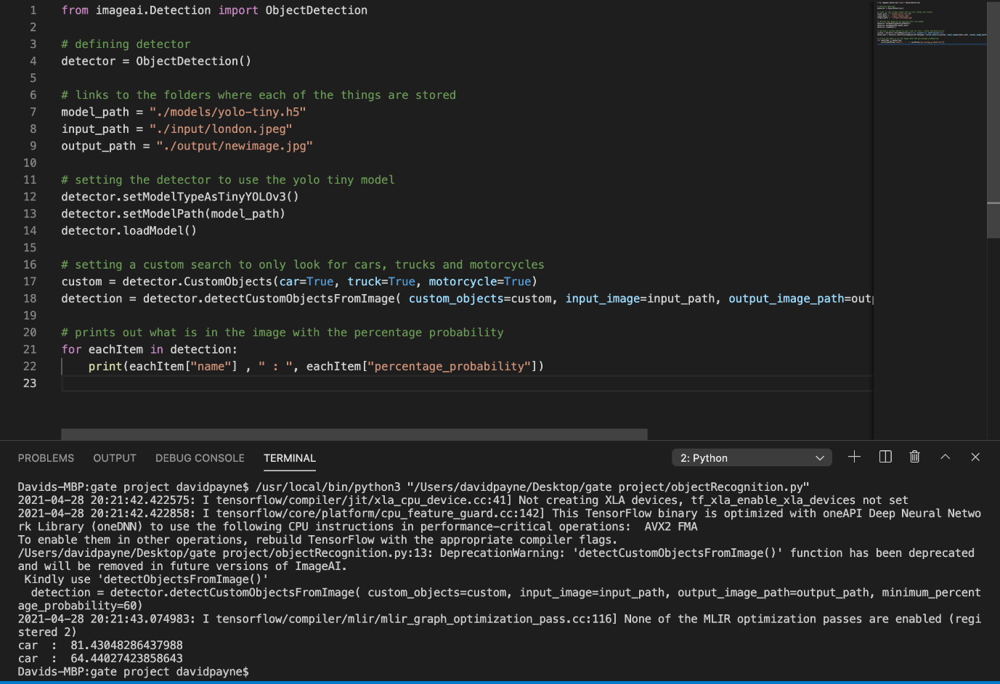 1 from imageai.Detection import ObjectDetection
2
3 # defining detector
4 detector = ObjectDetection()
5
6 # links to the folders where each of the things are stored
7 model_path = "./models/yolo-tiny.h5"
8 input_path = "./input/london.jpeg"
9 output_path = "./output/newimage.jpg"
10
11 # setting the detector to use the yolo tiny model
12 detector.setModelTypeAsTinyYOLOv3()
13 detector.setModelPath(model_path)
14 detector.loadModel()
15
16 # setting a custom search to only look for cars, trucks and motorcycles
17 custom = detector.CustomObjects(car=True, truck=True, motorcycle=True)
18 detection = detector.detectCustomObjectsFromImage( custom_objects=custom, input_image=input_path, output_image_path=out
19
20 # prints out what is in the image with the percentage probability
21 for eachItem in detection:
22 print(eachItem["name"] , " : ", eachItem["percentage_probability"])
23
PROBLEMS OUTPUT DEBUG CONSOLE TERMINAL 2: Python
Davids-MBP:gate project davidpayne$ /usr/local/bin/python3 "/Users/davidpayne/Desktop/gate project/objectRecognition.py"
2021-04-28 20:21:42.422575: I tensorflow/compiler/jit/xla_cpu_device.cc:41] Not creating XLA devices, tf_xla_enable_xla_devices not set
2021-04-28 20:21:42.422858: I tensorflow/core/platform/cpu_feature_guard.cc:142] This TensorFlow binary is optimized with oneAPI Deep Neural Netwo
rk Library (oneDNN) to use the following CPU instructions in performance-critical operations:  AVX2 FMA
To enable them in other operations, rebuild TensorFlow with the appropriate compiler flags.
/Users/davidpayne/Desktop/gate project/objectRecognition.py:13: DeprecationWarning: 'detectCustomObjectsFromImage()' function has been deprecated
and will be removed in future versions of ImageAI.
Kindly use 'detectObjectsFromImage()'
detection = detector.detectCustomObjectsFromImage( custom_objects=custom, input_image=input_path, output_image_path=output_path, minimum_percent
age_probability=60)
2021-04-28 20:21:43.074983: I tensorflow/compiler/mlir/mlir_graph_optimization_pass.cc:116] None of the MLIR optimization passes are enabled (regi
stered 2)
car  :  81.43048286437988
car  :  64.44027423858643
Davids-MBP:gate project davidpayne$